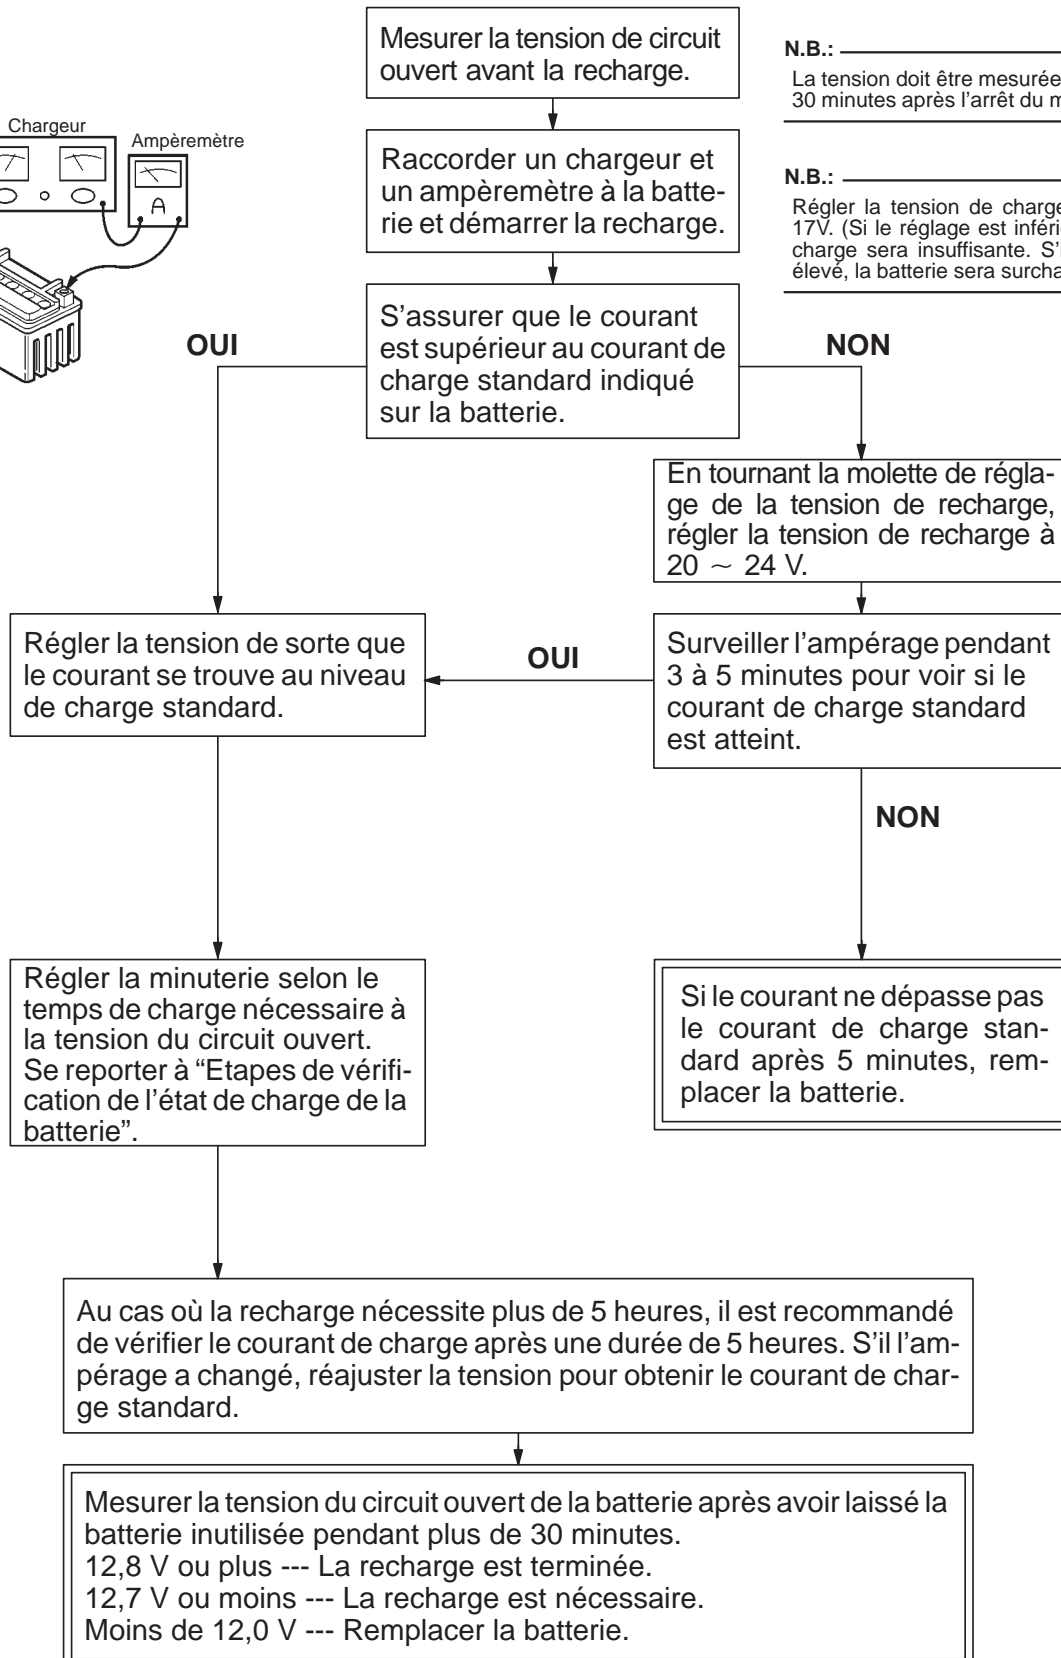 Mesurer la tension de circuit
ouvert avant la recharge.
N.B.:
La tension doit être mesurée
30 minutes après l'arrêt du
Chargeur
Ampèremètre
A
Raccorder un chargeur et
un ampèremètre à la batte-
rie et démarrer la recharge.
N.B.:
Régler la tension de
17V. (Si le réglage est
charge sera insuffisante.
élevé, la batterie sera
S'assurer que le courant
est supérieur au courant de
charge standard indiqué
sur la batterie.
OUI
NON
En tournant la molette de régla-
ge de la tension de recharge,
régler la tension de recharge à
20 ~ 24 V.
Régler la tension de sorte que
le courant se trouve au niveau
de charge standard.
OUI
Surveiller l'ampérage pendant
3 à 5 minutes pour voir si le
courant de charge standard
est atteint.
NON
Régler la minuterie selon le
temps de charge nécessaire à
la tension du circuit ouvert.
Se reporter à “Etapes de vérifi-
cation de l'état de charge de la
batterie”.
Si le courant ne dépasse pas
le courant de charge stan-
dard après 5 minutes, rem-
placer la batterie.
Au cas où la recharge nécessite plus de 5 heures, il est recommandé
de vérifier le courant de charge après une durée de 5 heures. S'il l'am-
pérage a changé, réajuster la tension pour obtenir le courant de char-
ge standard.
Mesurer la tension du circuit ouvert de la batterie après avoir laissé la
batterie inutilisée pendant plus de 30 minutes.
12,8 V ou plus --- La recharge est terminée.
12,7 V ou moins --- La recharge est nécessaire.
Moins de 12,0 V --- Remplacer la batterie.